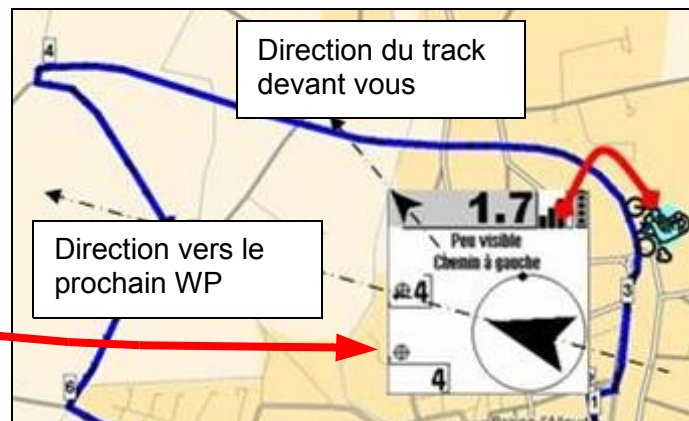 4
Direction du track
devant vous
1.7
Peu visible
Chemin à gauche
Direction vers le
prochain WP
4
3
4
6
1